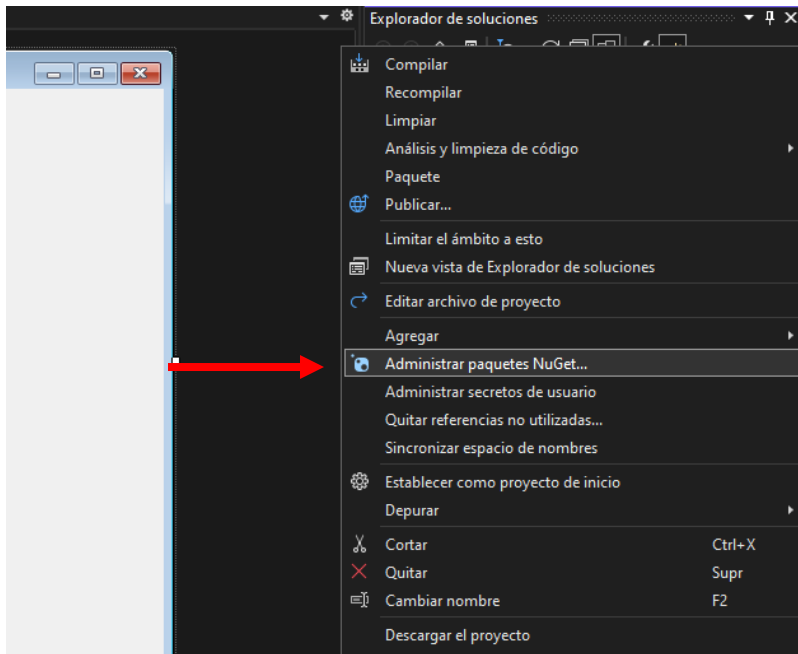 Explorador de soluciones
Compilar
Recompilar
Limpiar
Análisis y limpieza de código
Paquete
Publicar...
Limitar el ámbito a esto
Nueva vista de Explorador de soluciones
Editar archivo de proyecto
Agregar
Administrar paquetes NuGet...
Administrar secretos de usuario
Quitar referencias no utilizadas...
Sincronizar espacio de nombres
Establecer como proyecto de inicio
Depurar
Cortar Ctrl+X
Quitar Supr
Cambiar nombre F2
Descargar el proyecto